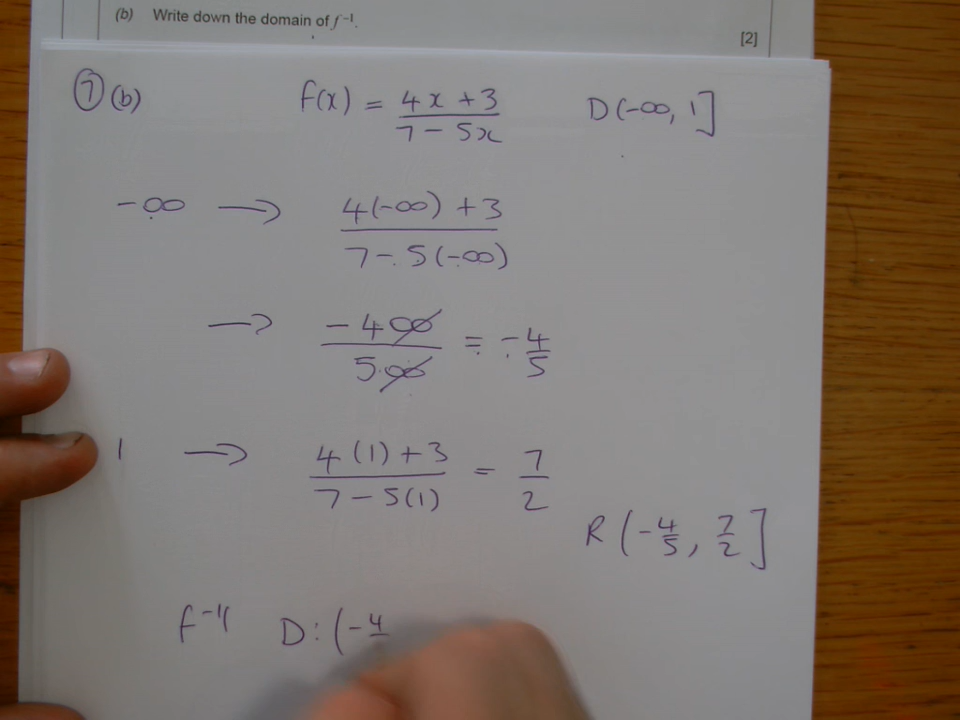 (b) Write down the domain of f⁻¹.
[2]
⑦ (b) f(x) = (4x + 3)/(7 - 5x) D(-∞, 1]
-∞ → (4(-∞) + 3)/(7 - 5(-∞))
→ (-4∞)/(5∞) = -4/5
1 → (4(1) + 3)/(7 - 5(1)) = 7/2
R (-4/5, 7/2]
f⁻¹ D: (-4